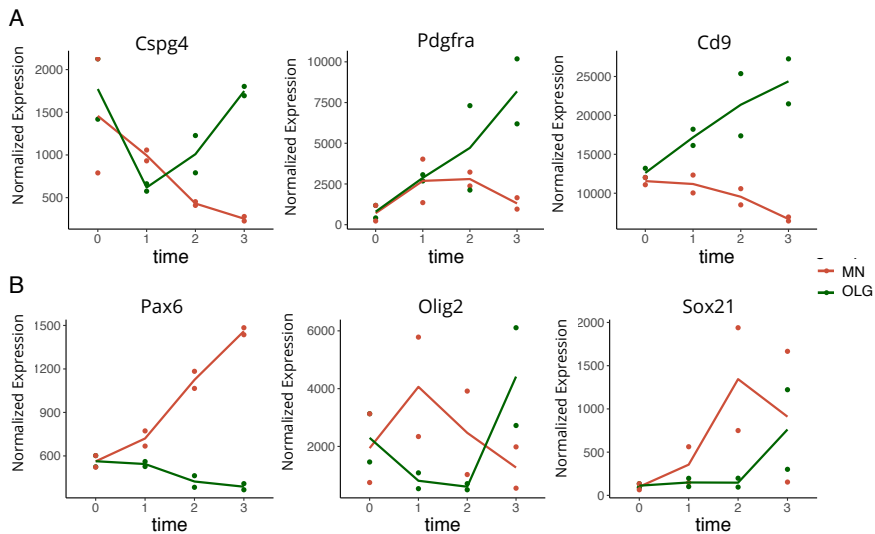 A
Cspg4
Pdgfra
Cd9
Normalized Expression
2000
1500
1000
500
0 1 2 3
time
Normalized Expression
10000
7500
5000
2500
0
0 1 2 3
time
Normalized Expression
25000
20000
15000
10000
0 1 2 3
time
MN
OLG
B
Pax6
Olig2
Sox21
Normalized Expression
1500
1200
900
600
0 1 2 3
time
Normalized Expression
6000
4000
2000
0 1 2 3
time
Normalized Expression
2000
1500
1000
500
0
0 1 2 3
time